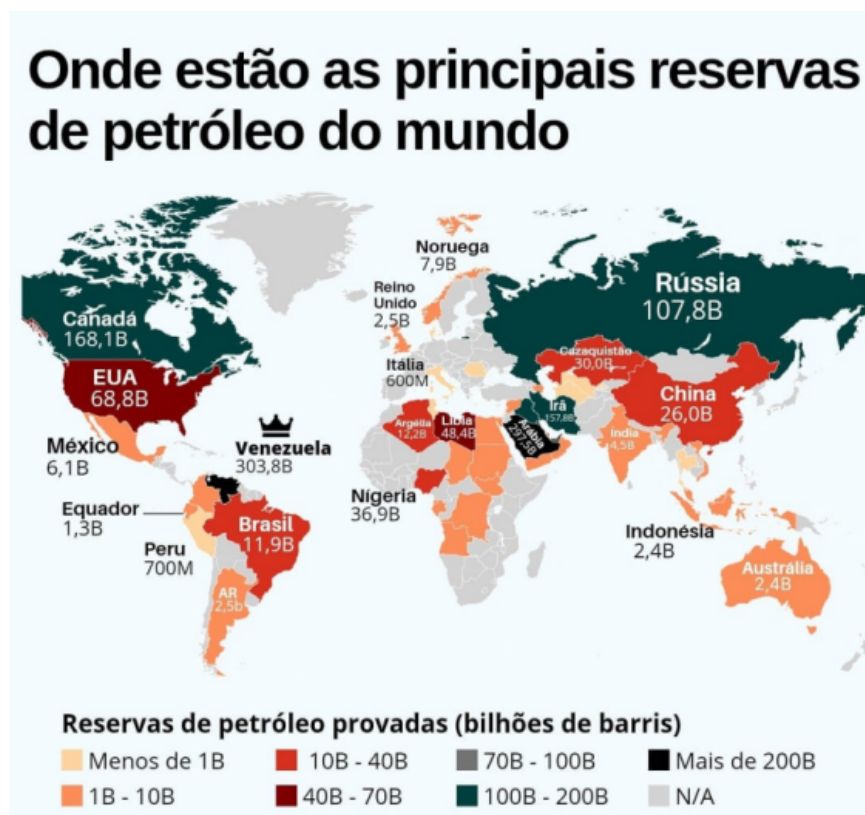 Onde estão as principais reservas
de petróleo do mundo
Noruega
7,9B
Reino
Unido
2,5B
Rússia
107,8B
Canadá
168,1B
Itália
600M
Cazaquistão
30,0B
EUA
68,8B
China
26,0B
Irã
157,8B
Argélia
12,2B
Líbia
48,4B
Arábia
297,5B
Índia
4,5B
México
6,1B
Venezuela
303,8B
Nígeria
36,9B
Equador
1,3B
Brasil
11,9B
Indonésia
2,4B
Peru
700M
Austrália
2,4B
AR
2,5b
Reservas de petróleo provadas (bilhões de barris)
Menos de 1B
10B - 40B
70B - 100B
Mais de 200B
1B - 10B
40B - 70B
100B - 200B
N/A